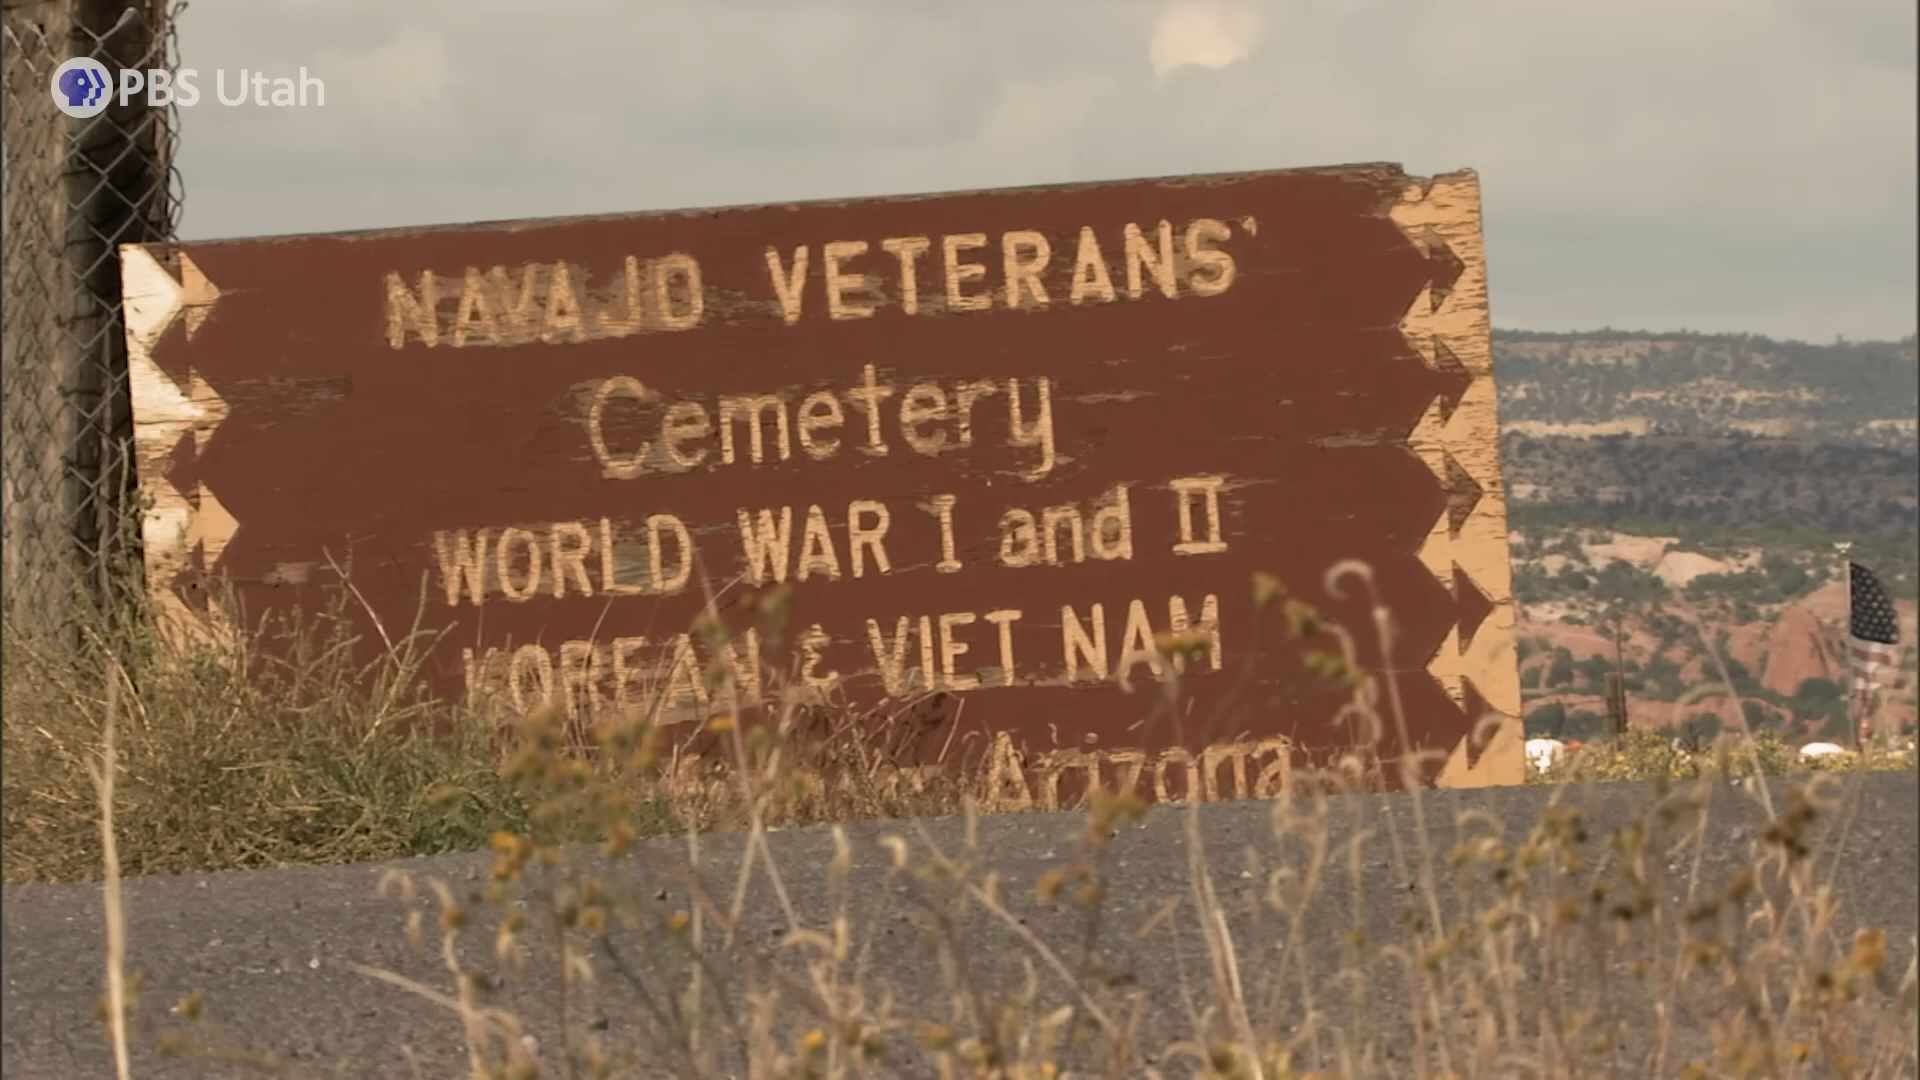 PBS Utah
NAVAJO VETERANS'
Cemetery
WORLD WAR I and II
KOREAN & VIET NAM
Arizona